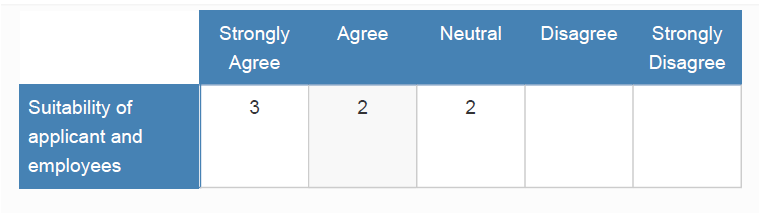 Strongly Agree
Agree
Neutral
Disagree
Strongly Disagree
Suitability of
applicant and
employees
3
2
2